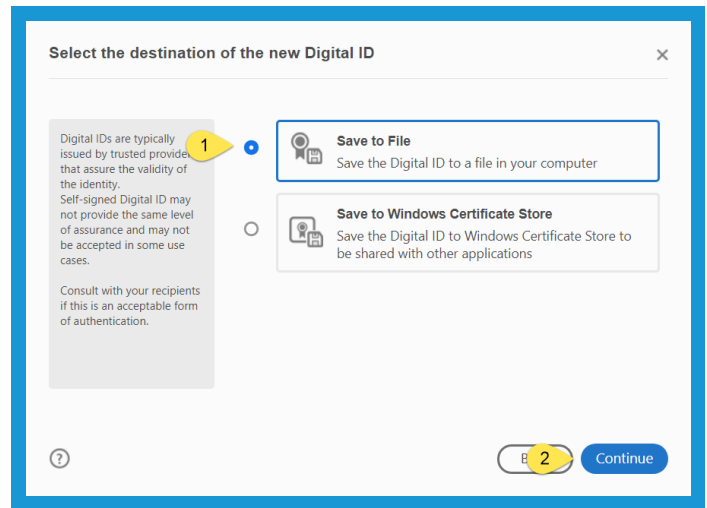 Select the destination of the new Digital ID
Digital IDs are typically
issued by trusted provide
that assure the validity of
the identity.
Self-signed Digital ID may
not provide the same level
of assurance and may not
be accepted in some use
cases.
Consult with your recipients
if this is an acceptable form
of authentication.
1
Save to File
Save the Digital ID to a file in your computer
Save to Windows Certificate Store
Save the Digital ID to Windows Certificate Store to
be shared with other applications
?
2
Continue